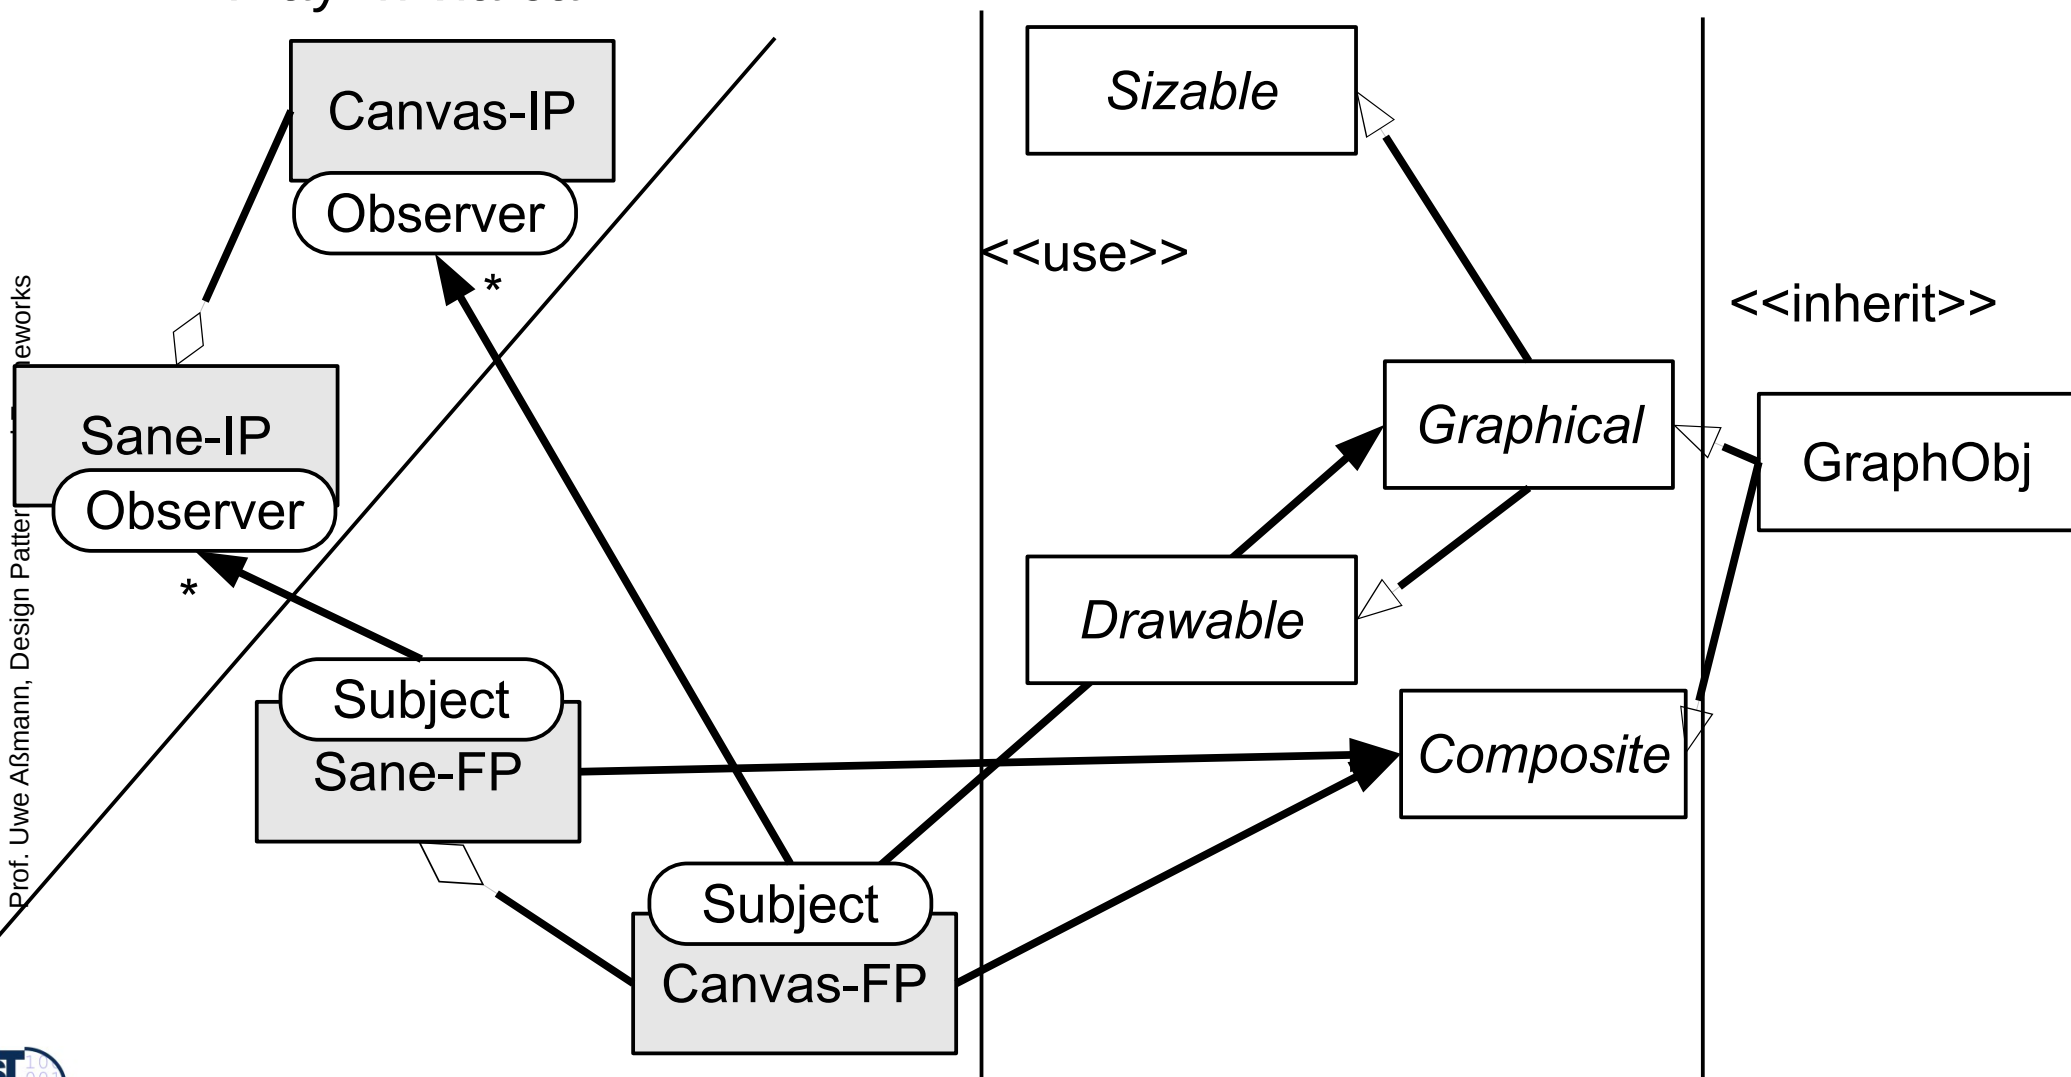 Canvas-IP
Observer
*
Sane-IP
Observer
*
Subject
Sane-FP
Subject
Canvas-FP
<<use>>
Sizable
Graphical
Drawable
Composite
<<inherit>>
GraphObj
Prof. Uwe Aßmann, Design Patter
eworks